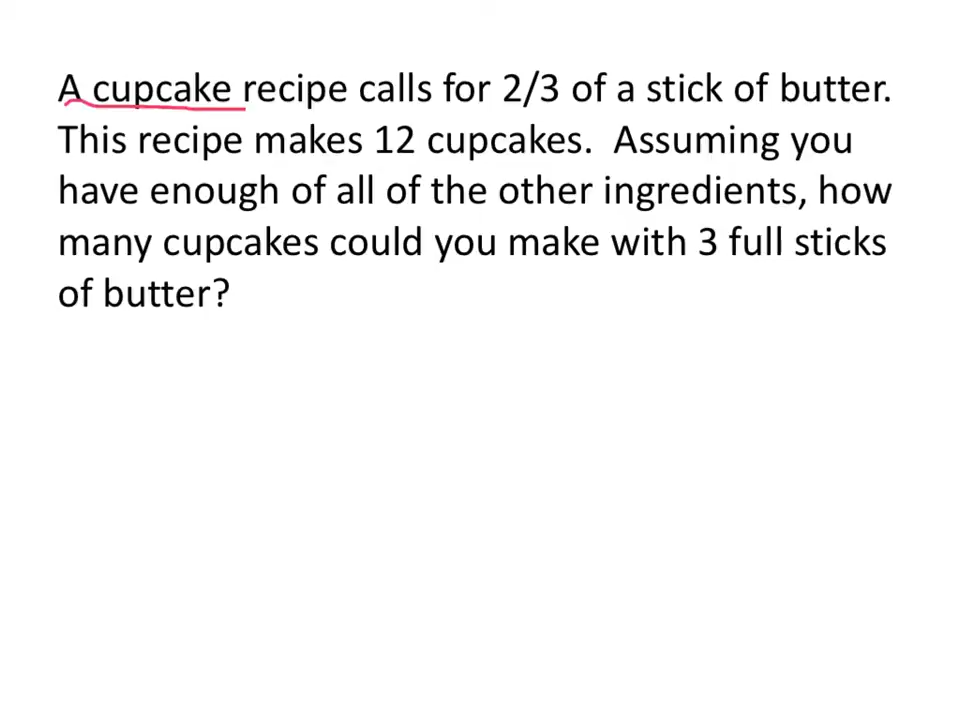 A cupcake recipe calls for 2/3 of a stick of butter.
This recipe makes 12 cupcakes.  Assuming you
have enough of all of the other ingredients, how
many cupcakes could you make with 3 full sticks
of butter?